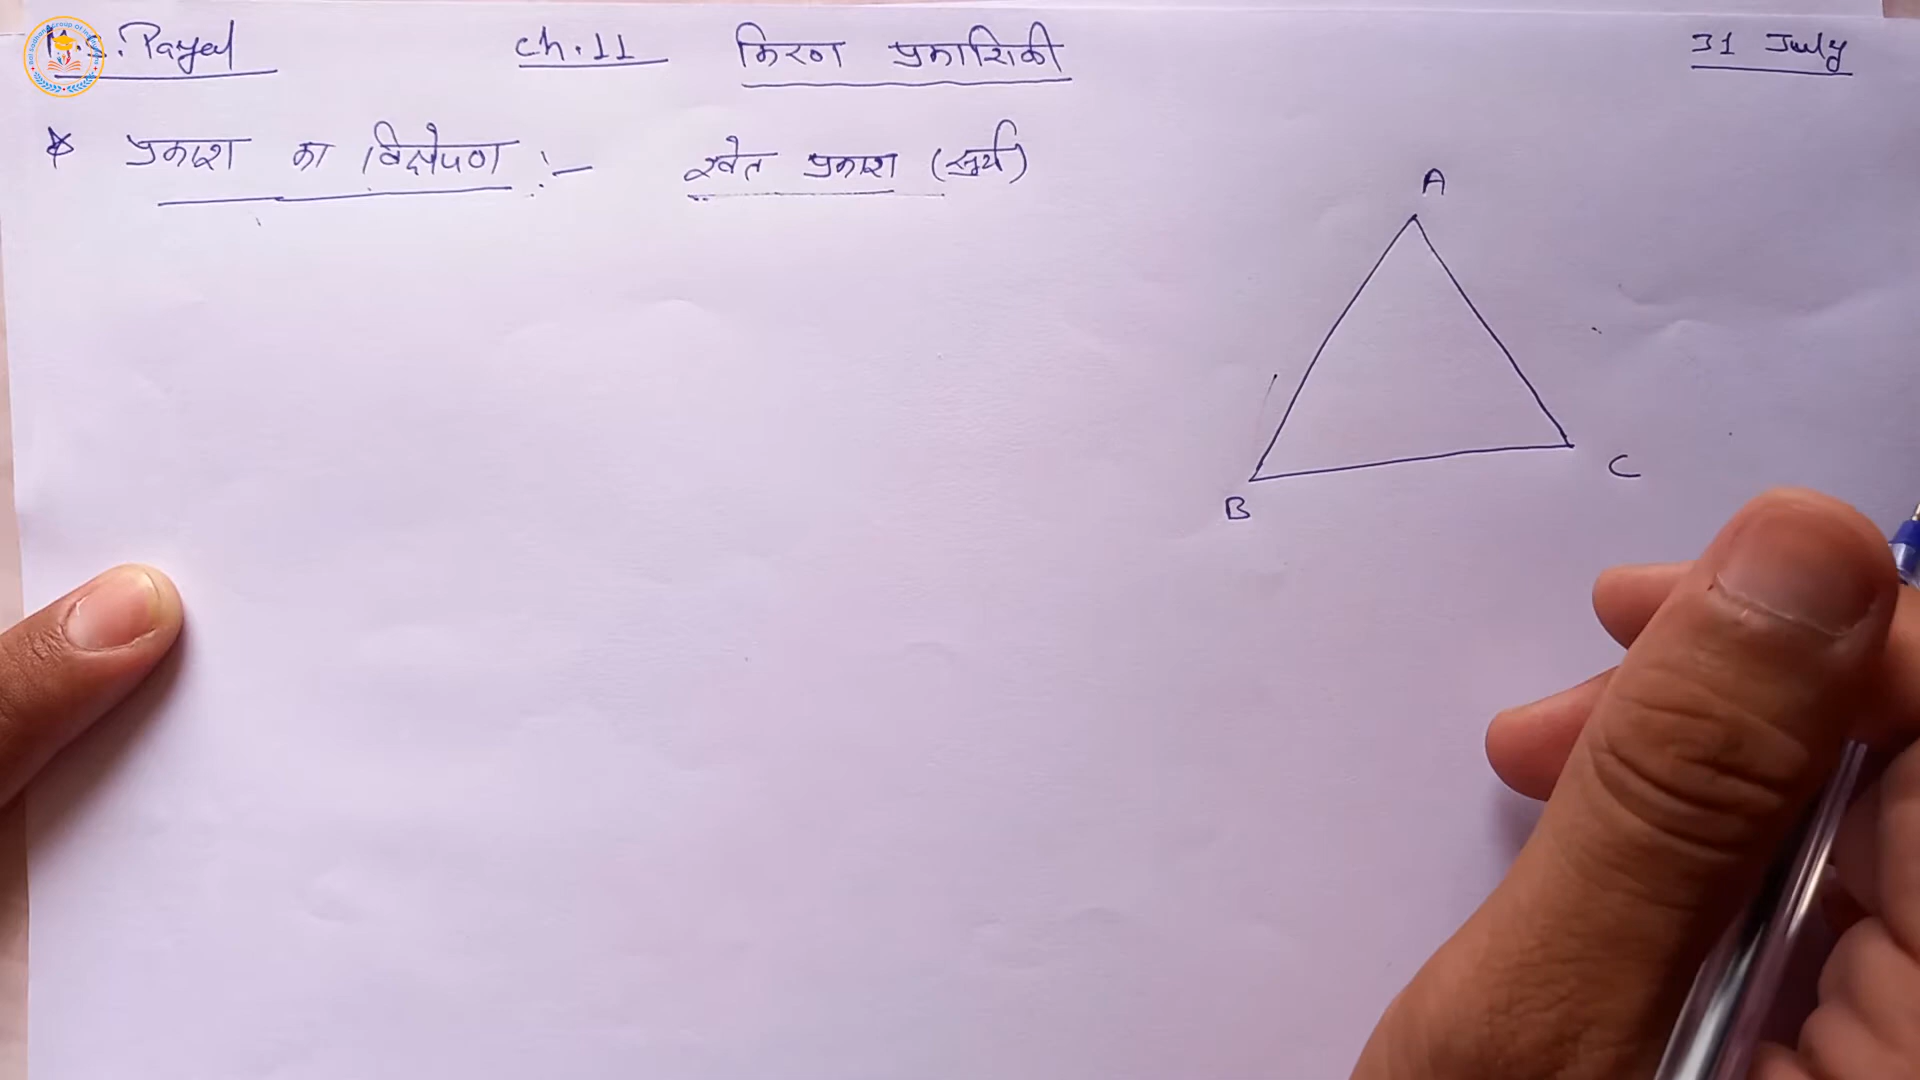 Payal ch.11 किरण प्रकाशिकी 31 July
* प्रकाश का विक्षेपण :- श्वेत प्रकाश (सूर्य)
A
B
C